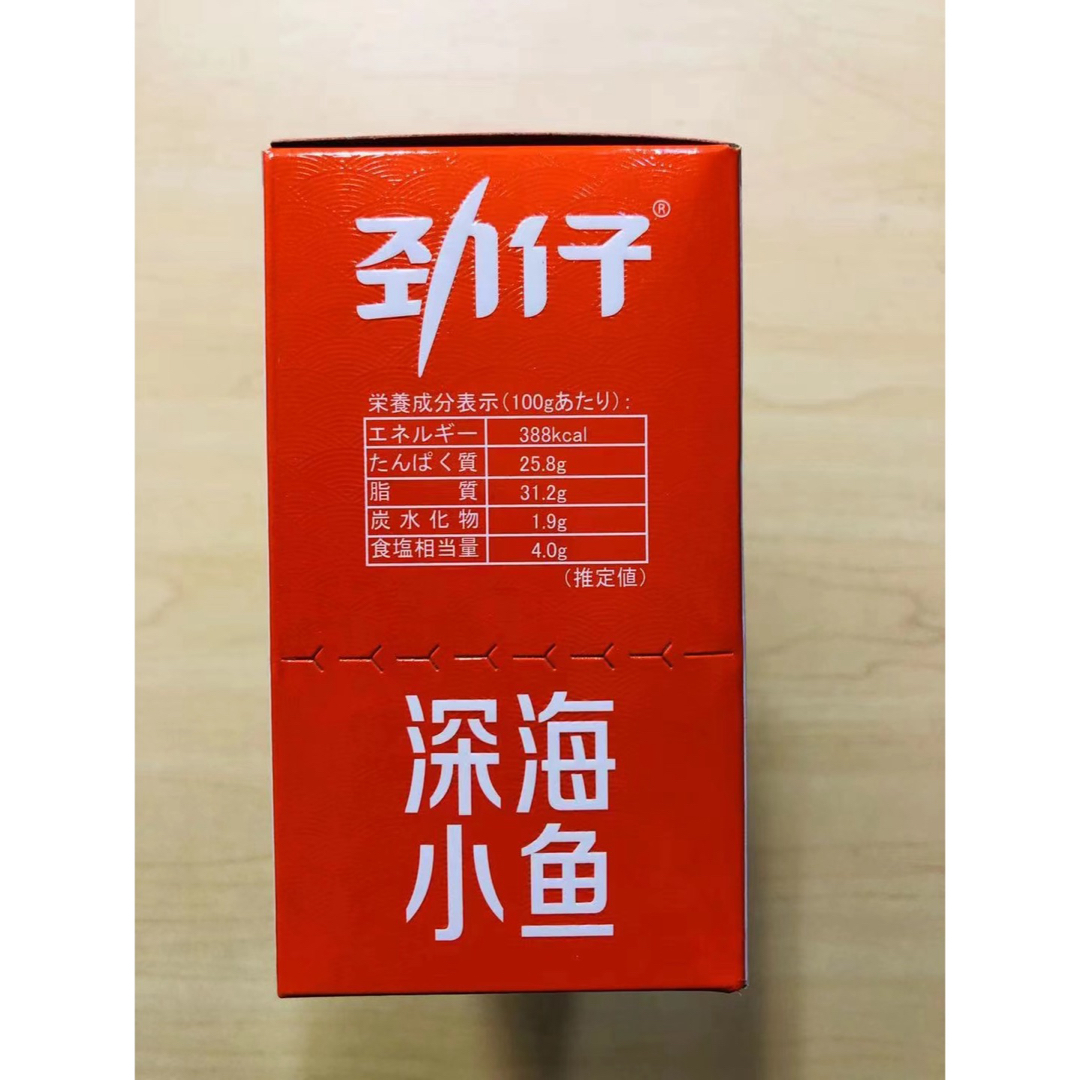 劲仔®
栄養成分表示(100gあたり):
エネルギー 388kcal
たんぱく質 25.8g
脂質 31.2g
炭水化物 1.9g
食塩相当量 4.0g
(推定値)
深海
小鱼